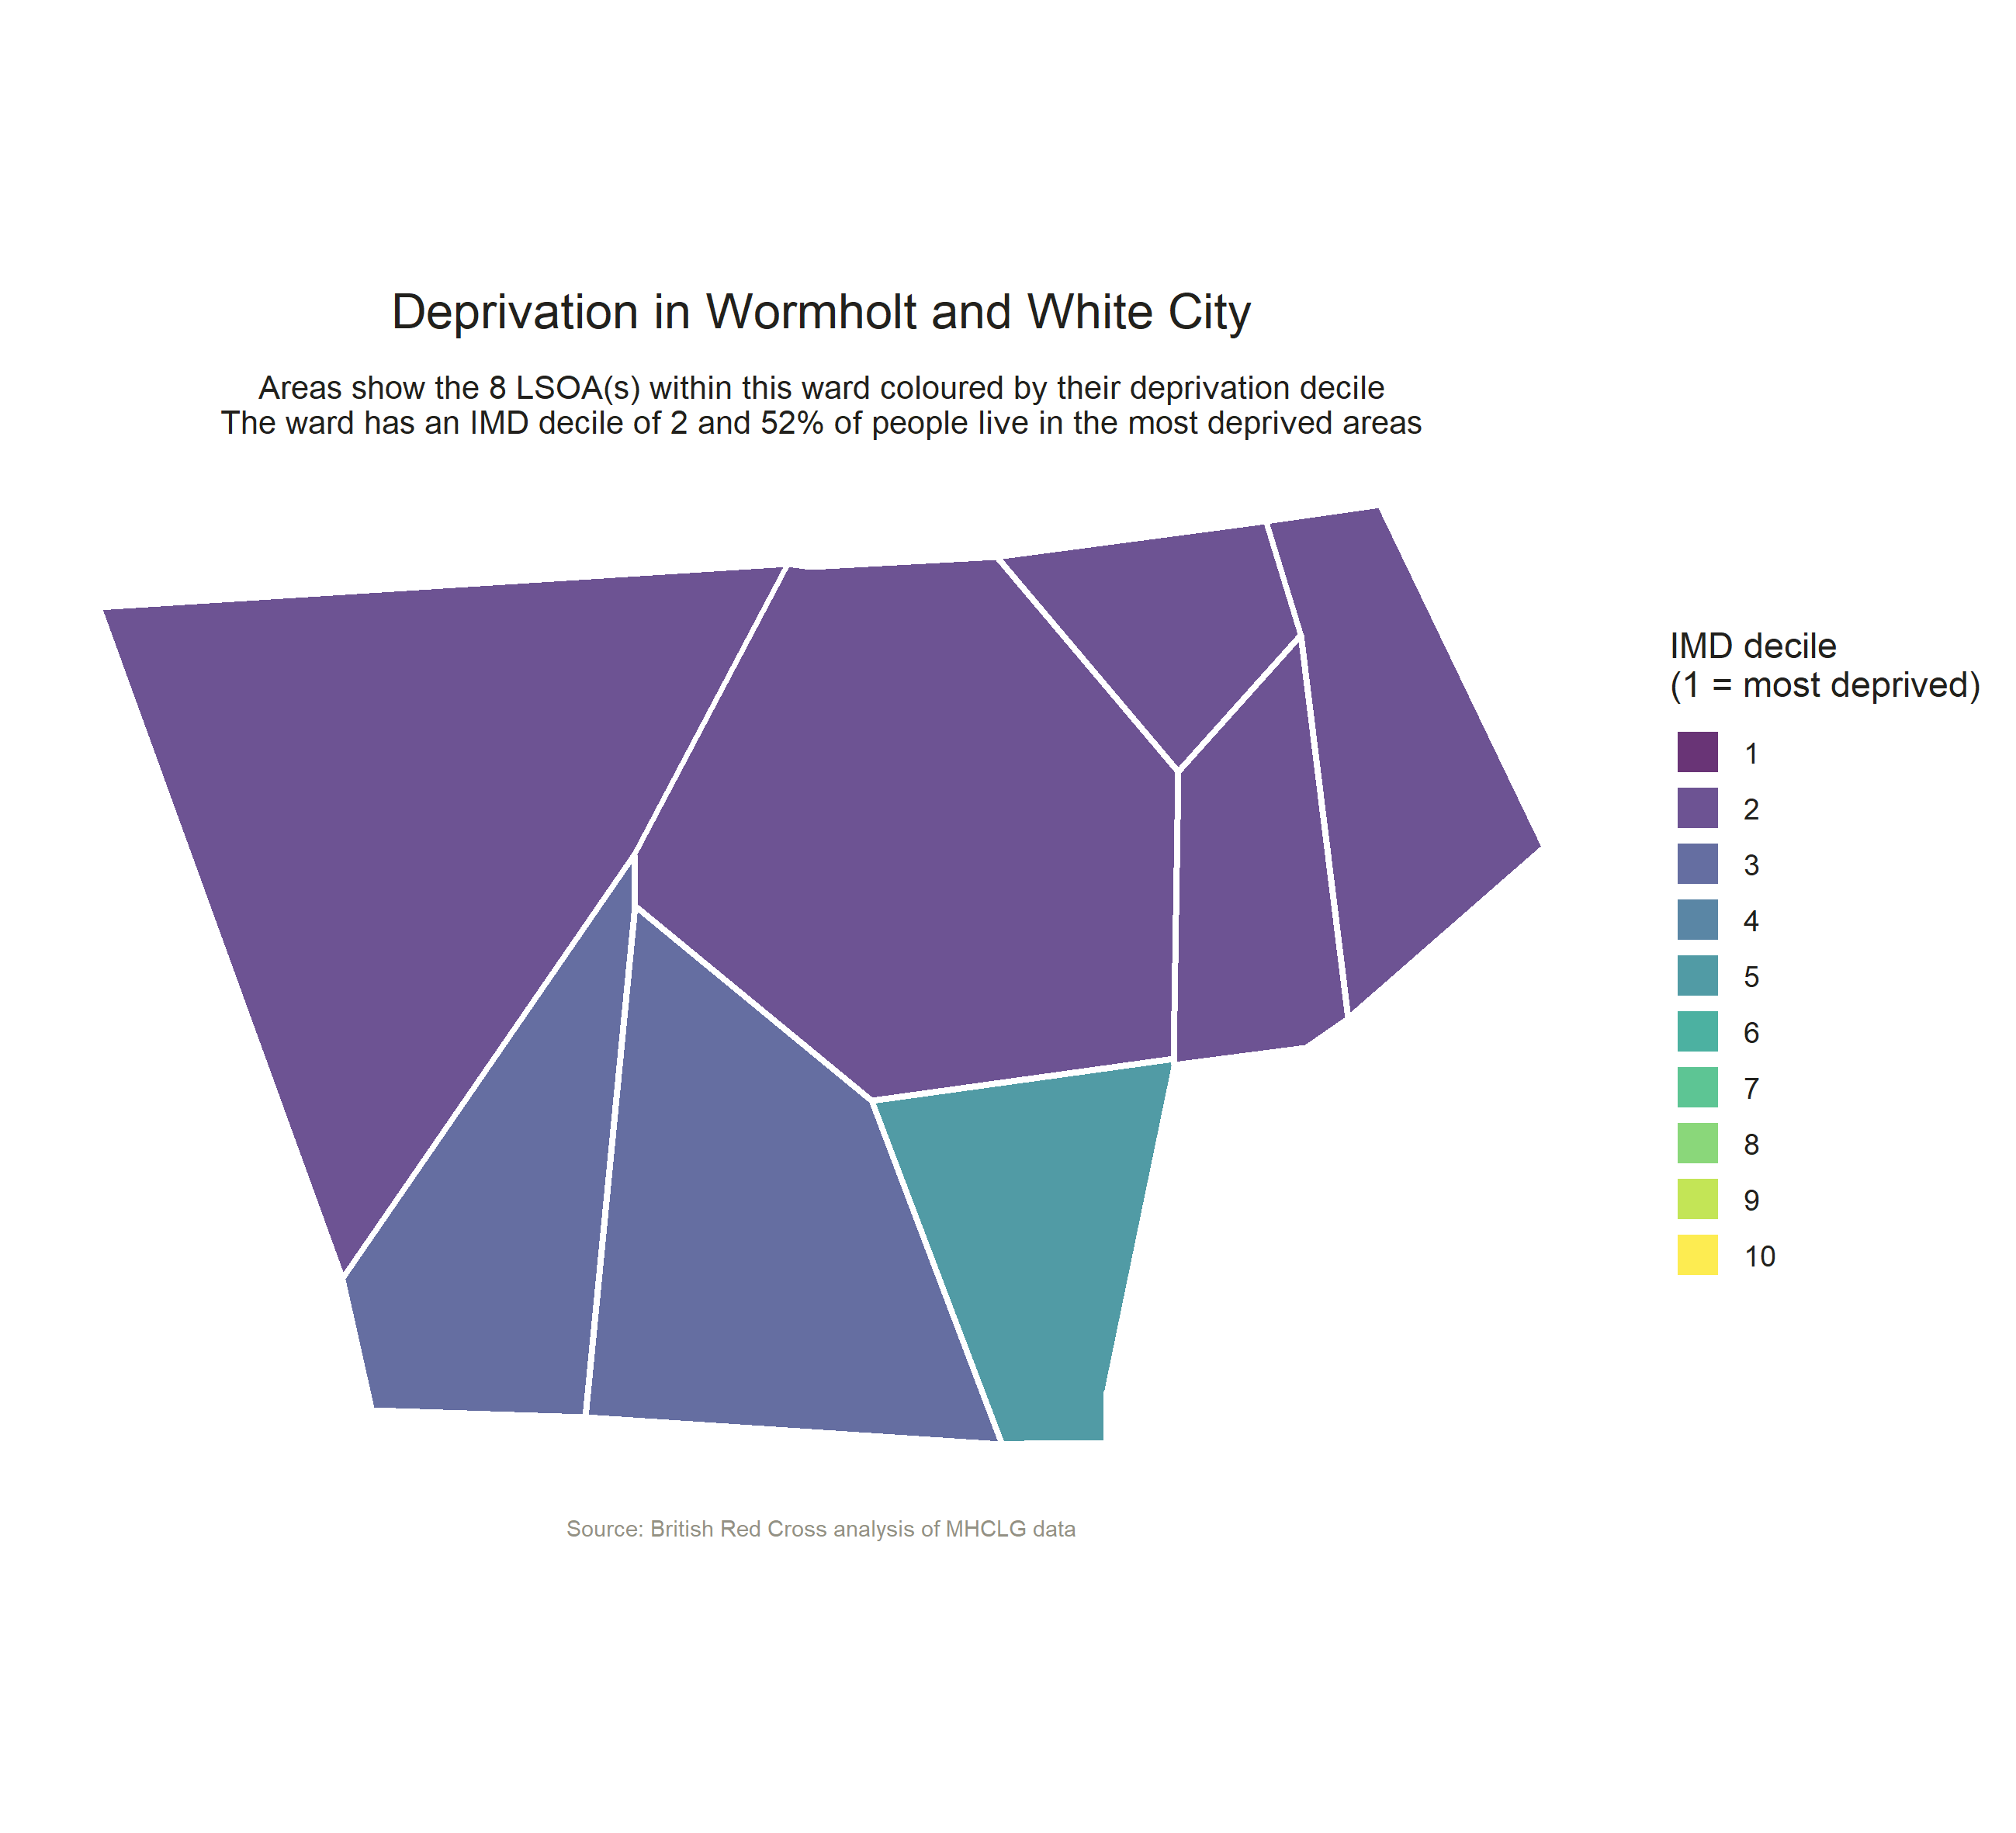 Deprivation in Wormholt and White City
Areas show the 8 LSOA(s) within this ward coloured by their deprivation decile
The ward has an IMD decile of 2 and 52% of people live in the most deprived areas
IMD decile
(1 = most deprived)
1
2
3
4
5
6
7
8
9
10
Source: British Red Cross analysis of MHCLG data